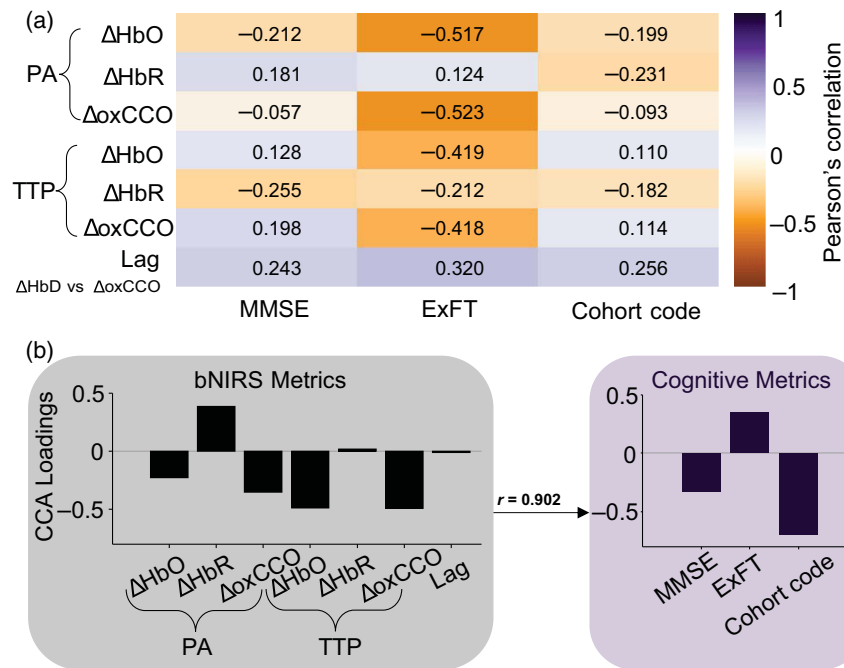 (a)
PA
ΔHbO −0.212 −0.517 −0.199
ΔHbR 0.181 0.124 −0.231
ΔoxCCO −0.057 −0.523 −0.093
TTP
ΔHbO 0.128 −0.419 0.110
ΔHbR −0.255 −0.212 −0.182
ΔoxCCO 0.198 −0.418 0.114
Lag 0.243 0.320 0.256
ΔHbD vs ΔoxCCO
MMSE ExFT Cohort code
1
0.5
0
−0.5
−1
Pearson's correlation
(b)
bNIRS Metrics
CCA Loadings
0.5
0
−0.5
ΔHbO ΔHbR ΔoxCCO ΔHbO ΔHbR ΔoxCCO Lag
PA TTP
r = 0.902
Cognitive Metrics
0.5
0
−0.5
MMSE ExFT Cohort code